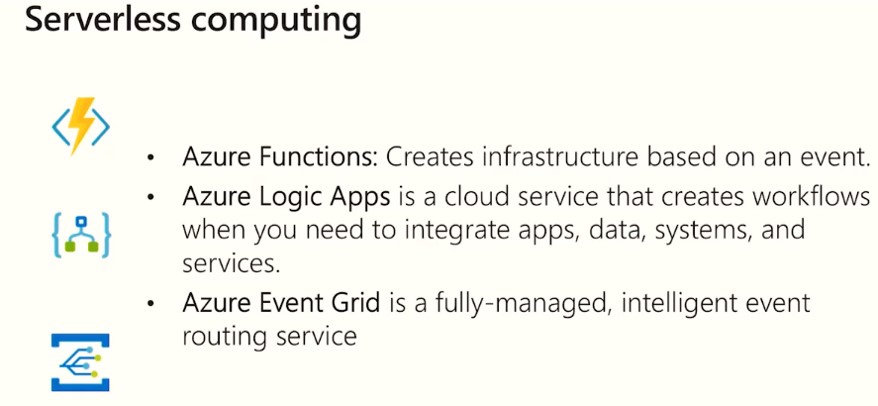 Serverless computing
• Azure Functions: Creates infrastructure based on an event.
• Azure Logic Apps is a cloud service that creates workflows
when you need to integrate apps, data, systems, and
services.
• Azure Event Grid is a fully-managed, intelligent event
routing service